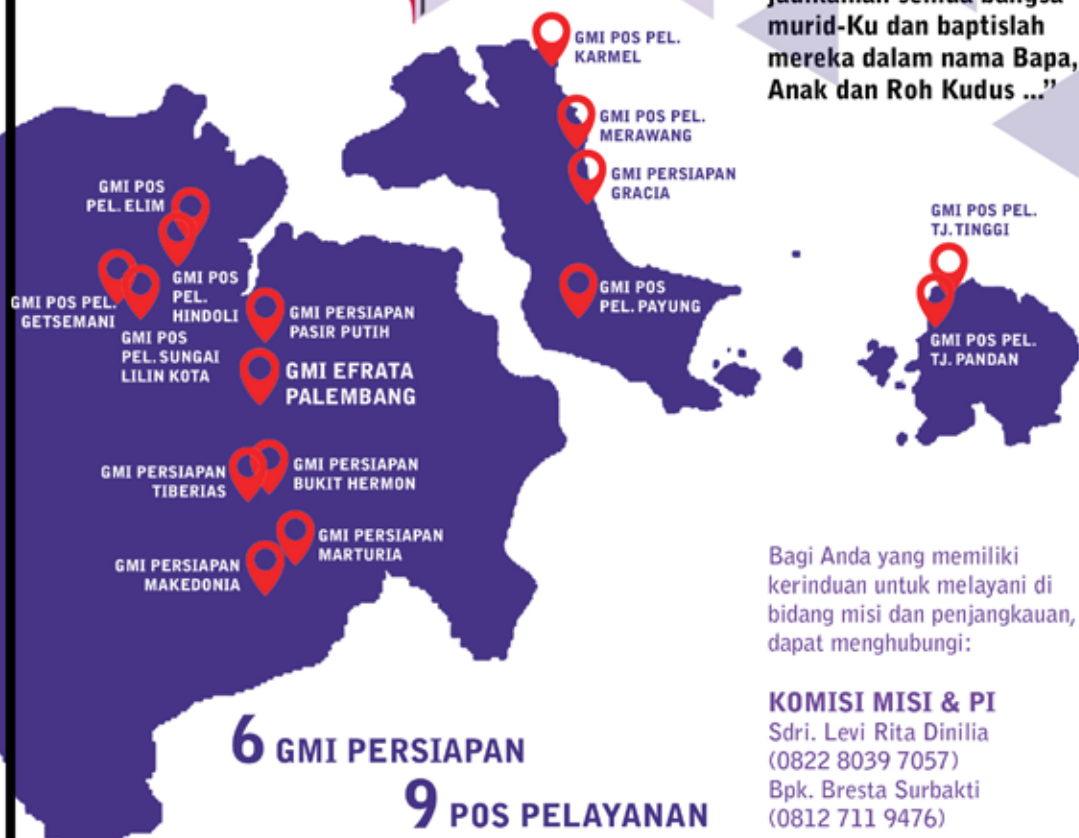 jadikanlah semua bangsa
murid-Ku dan baptislah
mereka dalam nama Bapa,
Anak dan Roh Kudus ...”
GMI POS PEL.
KARMEL
GMI POS PEL.
MERAWANG
GMI PERSIAPAN
GRACIA
GMI POS
PEL. PAYUNG
GMI POS PEL.
TJ. TINGGI
GMI POS PEL.
TJ. PANDAN
GMI POS
PEL. ELIM
GMI POS
PEL.
HINDOLI
GMI POS PEL.
GETSEMANI
GMI POS
PEL. SUNGAI
LILIN KOTA
GMI PERSIAPAN
PASIR PUTIH
GMI EFRATA
PALEMBANG
GMI PERSIAPAN
TIBERIAS
GMI PERSIAPAN
BUKIT HERMON
GMI PERSIAPAN
MARTURIA
GMI PERSIAPAN
MAKEDONIA
6 GMI PERSIAPAN
9 POS PELAYANAN
Bagi Anda yang memiliki
kerinduan untuk melayani di
bidang misi dan penjangkauan,
dapat menghubungi:
KOMISI MISI & PI
Sdri. Levi Rita Dinilia
(0822 8039 7057)
Bpk. Bresta Surbakti
(0812 711 9476)